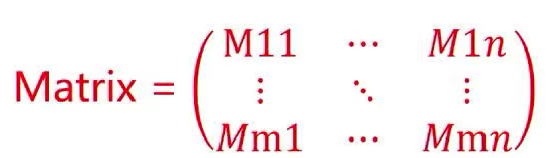 M11 ⋯ M1n
Matrix = ⋮ ⋱ ⋮
Mm1 ⋯ Mmn